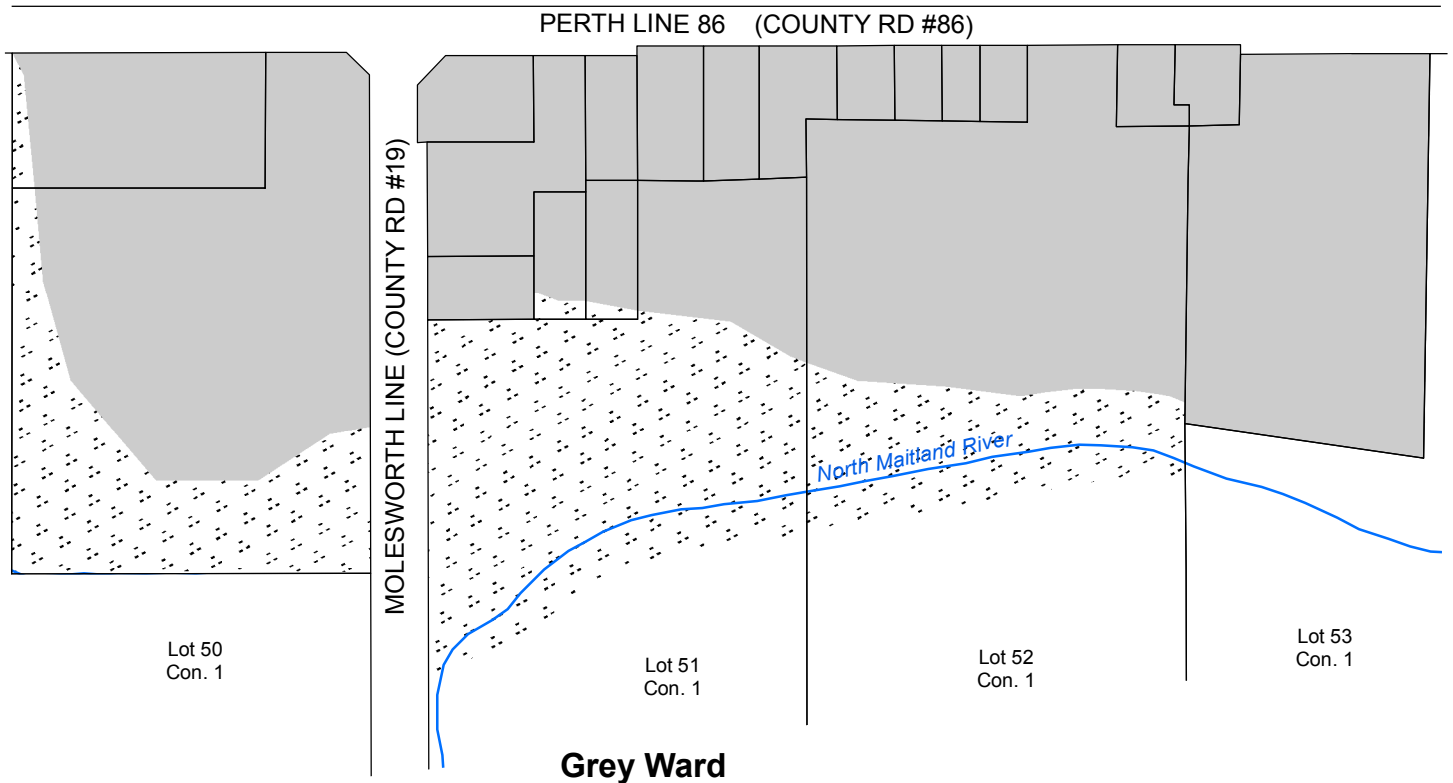 PERTH LINE 86 (COUNTY RD #86)
MOLESWORTH LINE (COUNTY RD #19)
North Maitland River
Lot 50
Con. 1
Lot 51
Con. 1
Lot 52
Con. 1
Lot 53
Con. 1
Grey Ward